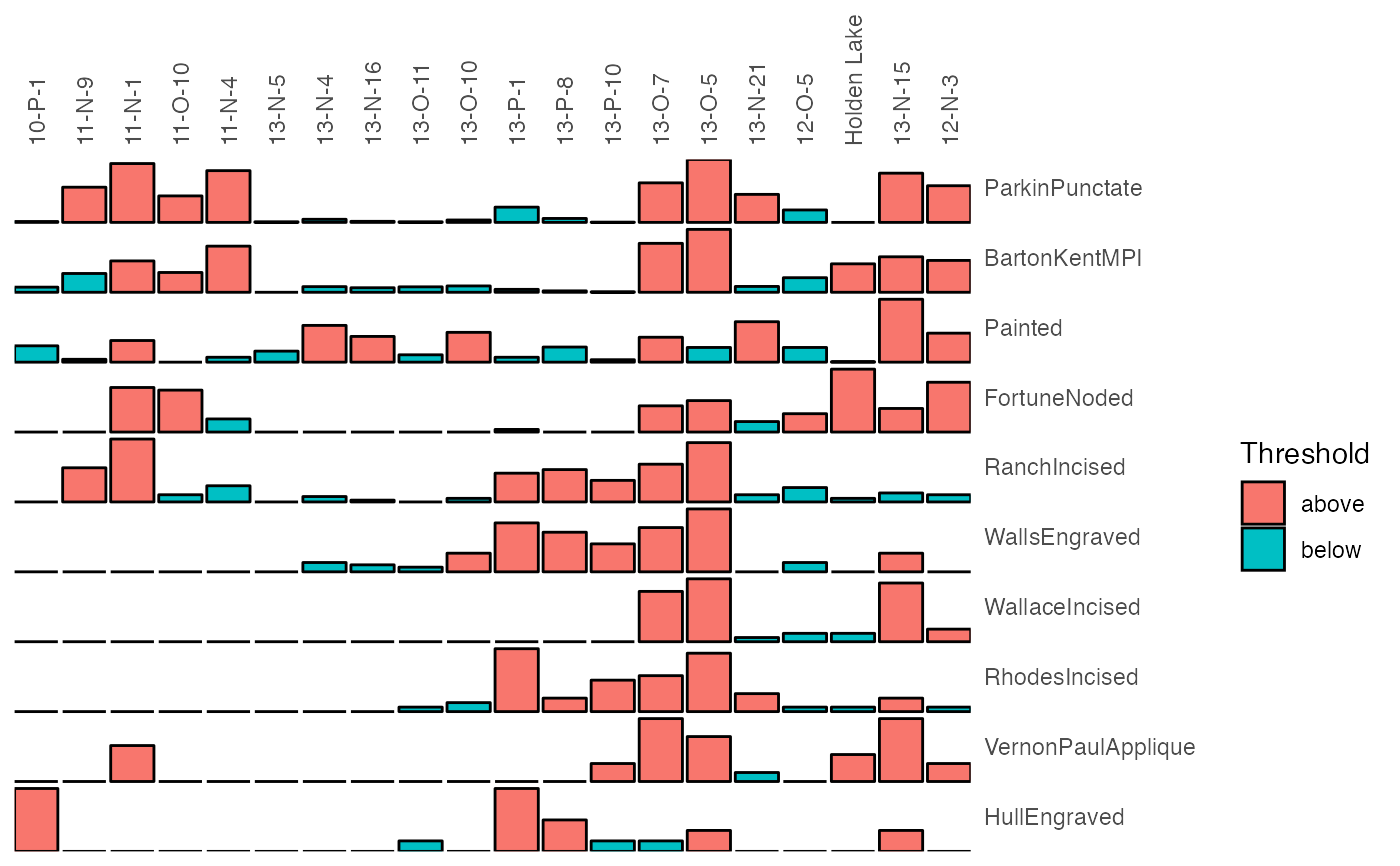 10-P-1
11-N-9
11-N-1
11-O-10
11-N-4
13-N-5
13-N-4
13-N-16
13-O-11
13-O-10
13-P-1
13-P-8
13-P-10
13-O-7
13-O-5
13-N-21
12-O-5
Holden Lake
13-N-15
12-N-3
ParkinPunctate
BartonKentMPI
Painted
FortuneNoded
RanchIncised
WallsEngraved
WallaceIncised
RhodesIncised
VernonPaulApplique
HullEngraved
Threshold
above
below